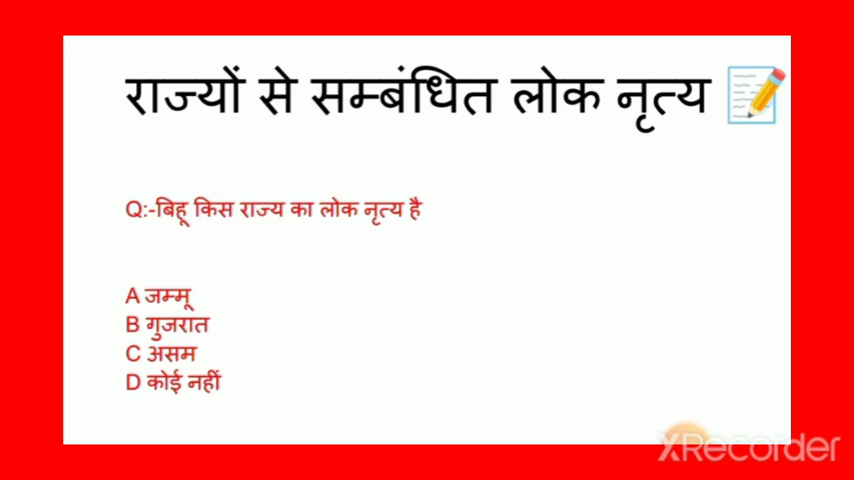 राज्यों से सम्बंधित लोक नृत्य
Q:-बिहू किस राज्य का लोक नृत्य है
A जम्मू
B गुजरात
C असम
D कोई नहीं
XRecorder